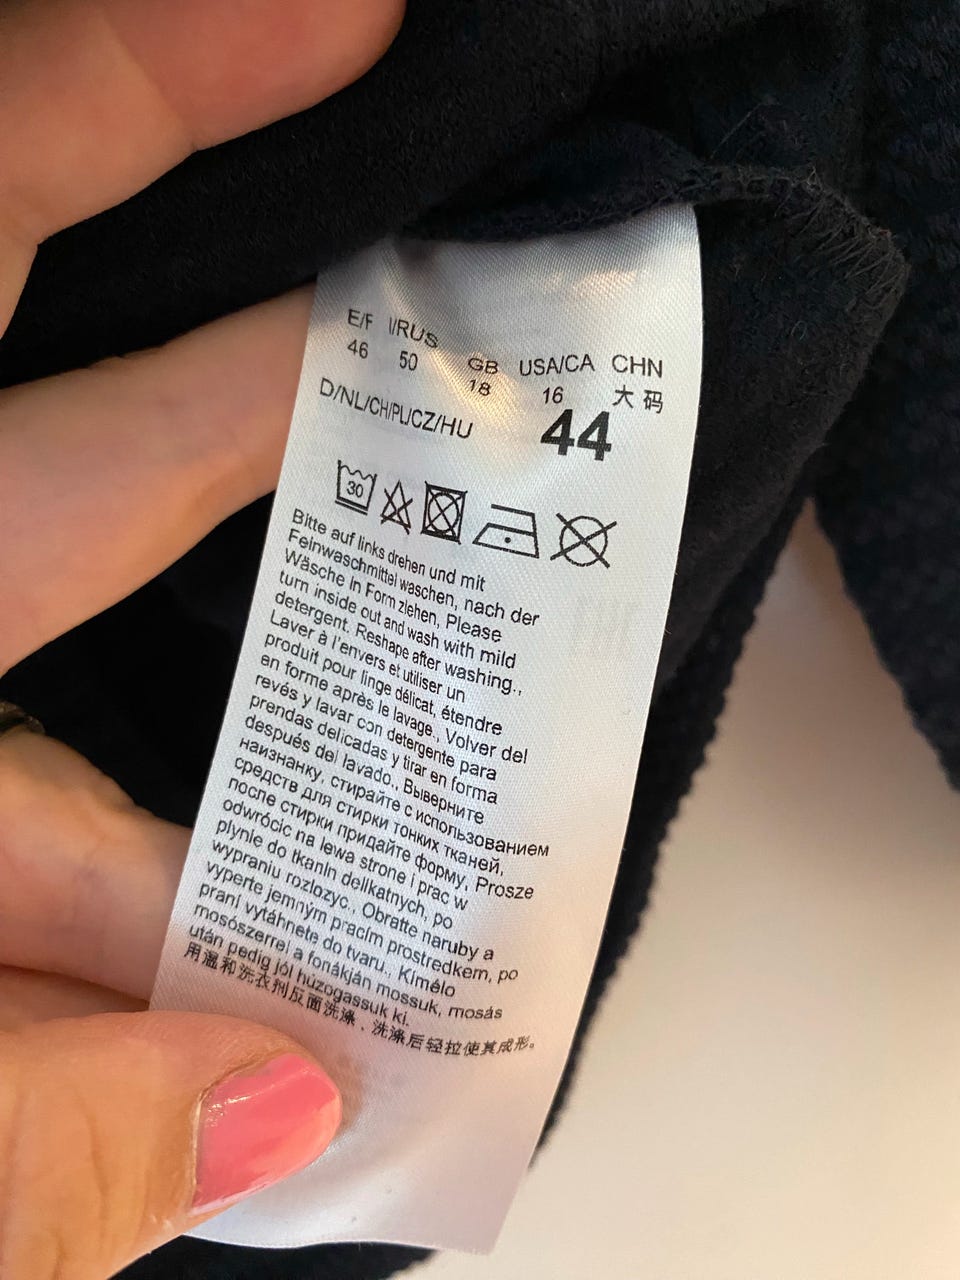 E/F I/RUS GB USA/CA CHN
46 50 18 16 大码
D/NL/CH/PL/CZ/HU 44
30
Bitte auf links drehen und mit
Feinwaschmittel waschen, nach der
Wäsche in Form ziehen, Please
turn inside out and wash with mild
detergent. Reshape after washing.,
Laver à l'envers et utiliser un
produit pour linge délicat, étendre
en forme après le lavage., Volver del
revés y lavar con detergente para
prendas delicadas y tirar en forma
después del lavado., Выверните
наизнанку, стирайте с использованием
средств для стирки тонких тканей,
после стирки придайте форму, Prosze
odwrócic na lewa strone i prac w
plynie do tkanin delikatnych, po
wypraniu rozlozyc., Obratte naruby a
vyperte jemným pracím prostredkem, po
praní vytáhnete do tvaru., Kímélo
mosószerrel a fonákján mossuk, mosás
után pedig jól húzogassuk ki.
用温和洗衣剂反面洗涤，洗涤后轻拉使其成形。